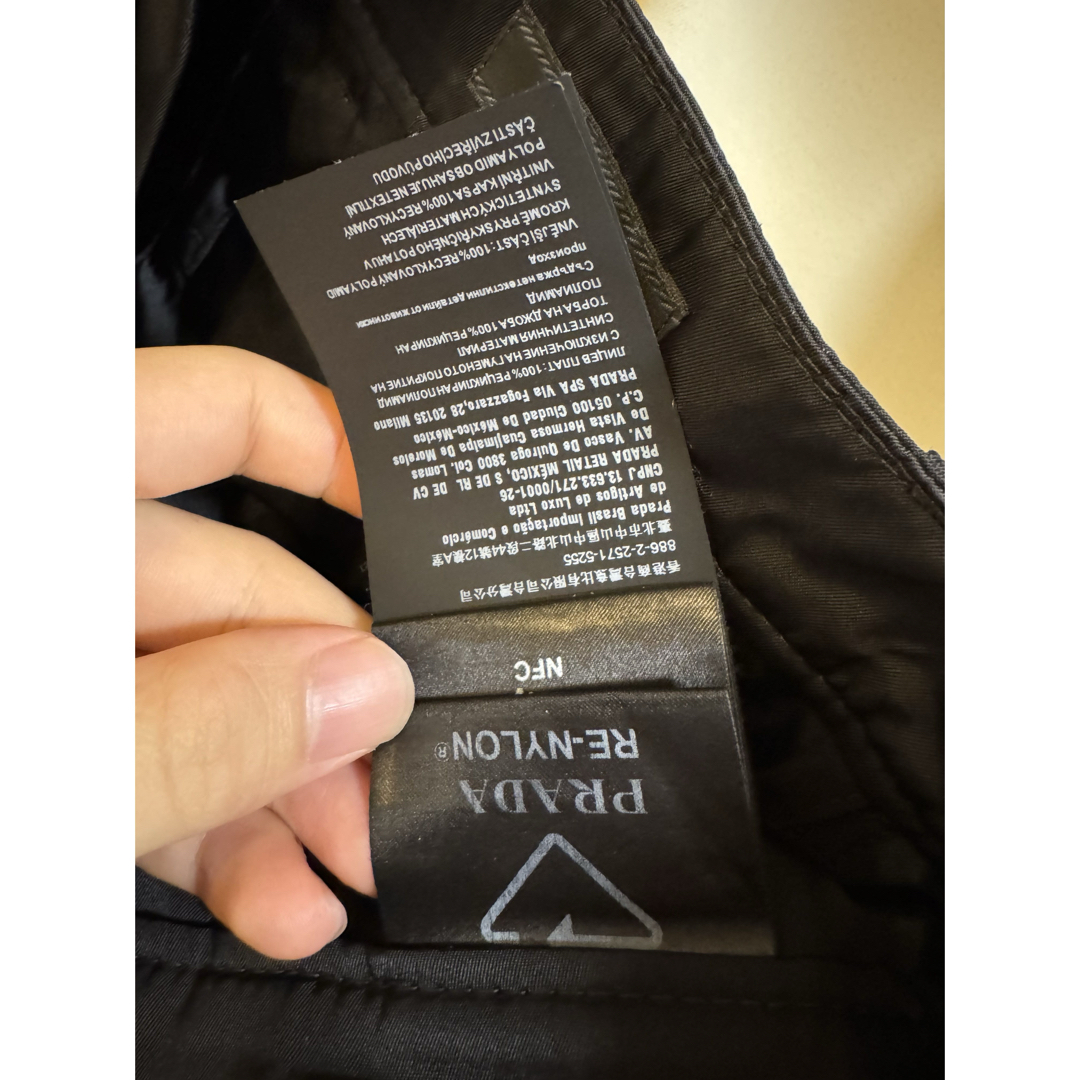 PRADA
RE-NYLON®
NFC
香港商台灣度比有限公司台灣分公司
886-2-2571-5255
臺北市中山區中山北路二段44號12樓A室
Prada Brasil Importação e Comércio
de Artigos de Luxo Ltda
CNPJ 13.633.271/0001-26
PRADA RETAIL MÉXICO, S DE RL DE CV
AV. Vasco De Quiroga 3800 Col. Lomas
De Vista Hermosa Cuajimalpa De Morelos
C.P. 05100 Ciudad De México-México
PRADA SPA Via Fogazzaro,28 20135 Milano
ЛИЦЕВ ПЛАТ: 100% РЕЦИКЛИРАН ПОЛИАМИД
С ИЗКЛЮЧЕНИЕ НА ГУМЕНОТО ПОКРИТИЕ НА
СИНТЕТИЧНИЯ МАТЕРИАЛ
ТОРБА НА ДЖОБА 100% РЕЦИКЛИРАН
ПОЛИАМИД
Съдържа нетекстилни детайли от животински
произход
VNĚJŠÍ ČÁST: 100% RECYKLOVANÝ POLYAMID
KROMĚ PRYSKYŘIČNÉHO POTAHU V
SYNTETICKÝCH MATERIÁLECH
VNITŘNÍ KAPSA 100% RECYKLOVANÝ
POLYAMID OBSAHUJE NETEXTILNÍ
ČÁSTI ZVÍŘECÍHO PŮVODU